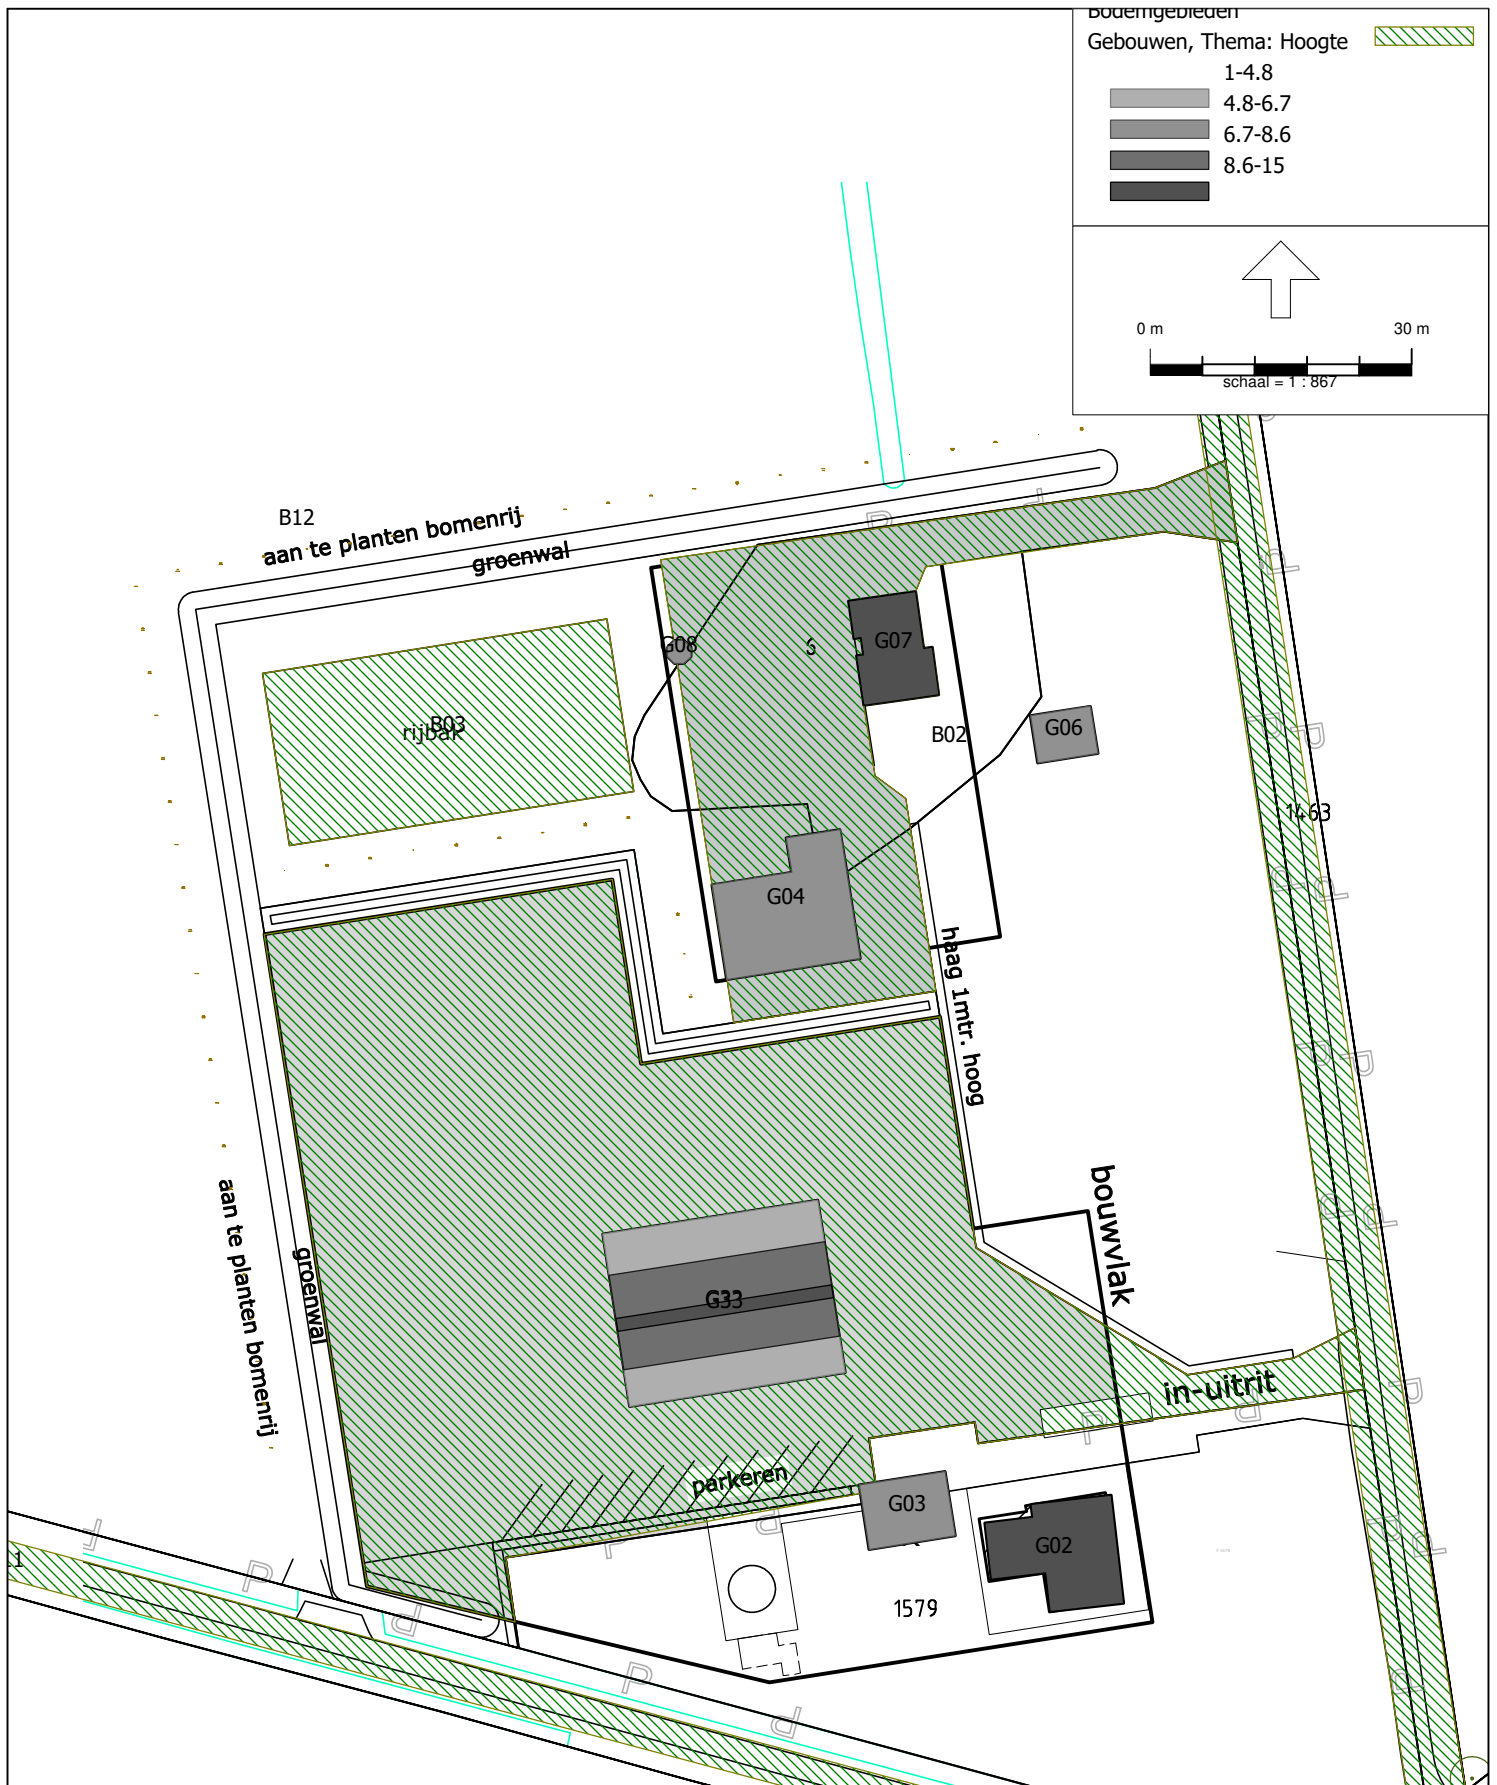 Bodemgebieden
Gebouwen, Thema: Hoogte
1-4.8
4.8-6.7
6.7-8.6
8.6-15
0 m
30 m
schaal = 1 : 867
B12
aan te planten bomenrij
groenwal
G08
6
G07
B03
rijbak
B02
G06
1463
G04
haag 1mtr. hoog
bouwvlak
aan te planten bomenrij
groenwal
G33
in-uitrit
parkeren
G03
G02
1579